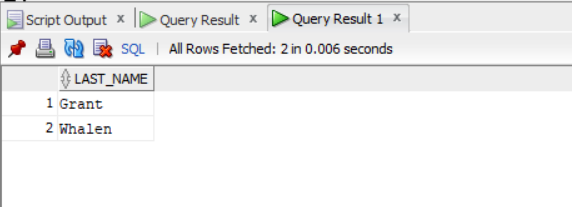 Script Output x Query Result x Query Result 1 x
SQL | All Rows Fetched: 2 in 0.006 seconds
LAST_NAME
1 Grant
2 Whalen